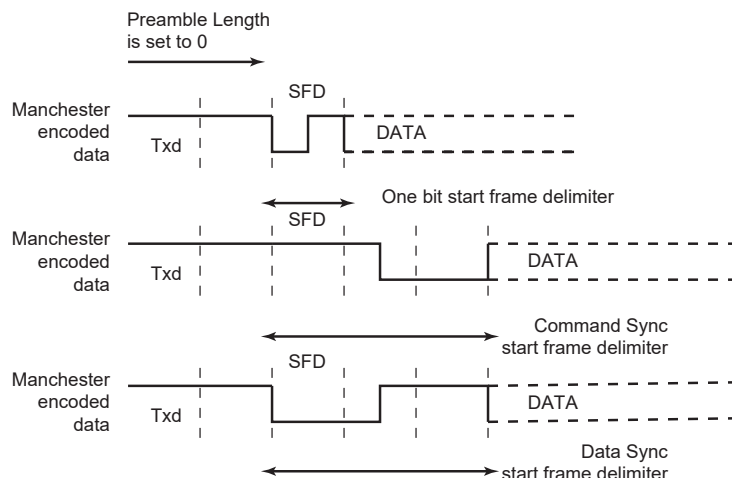 Preamble Length
is set to 0
SFD
Manchester
encoded
data
Txd
DATA
One bit start frame delimiter
SFD
Manchester
encoded
data
Txd
DATA
Command Sync
start frame delimiter
SFD
Manchester
encoded
data
Txd
DATA
Data Sync
start frame delimiter